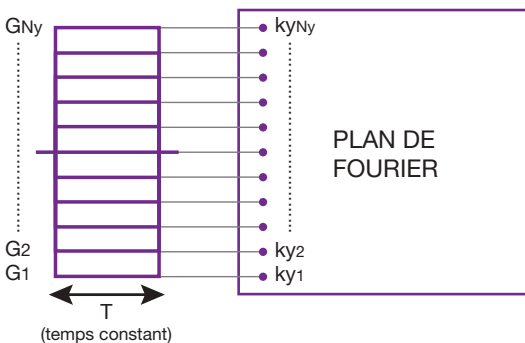 GNy
kyNy
PLAN DE
FOURIER
G2
ky2
G1
ky1
T
(temps constant)